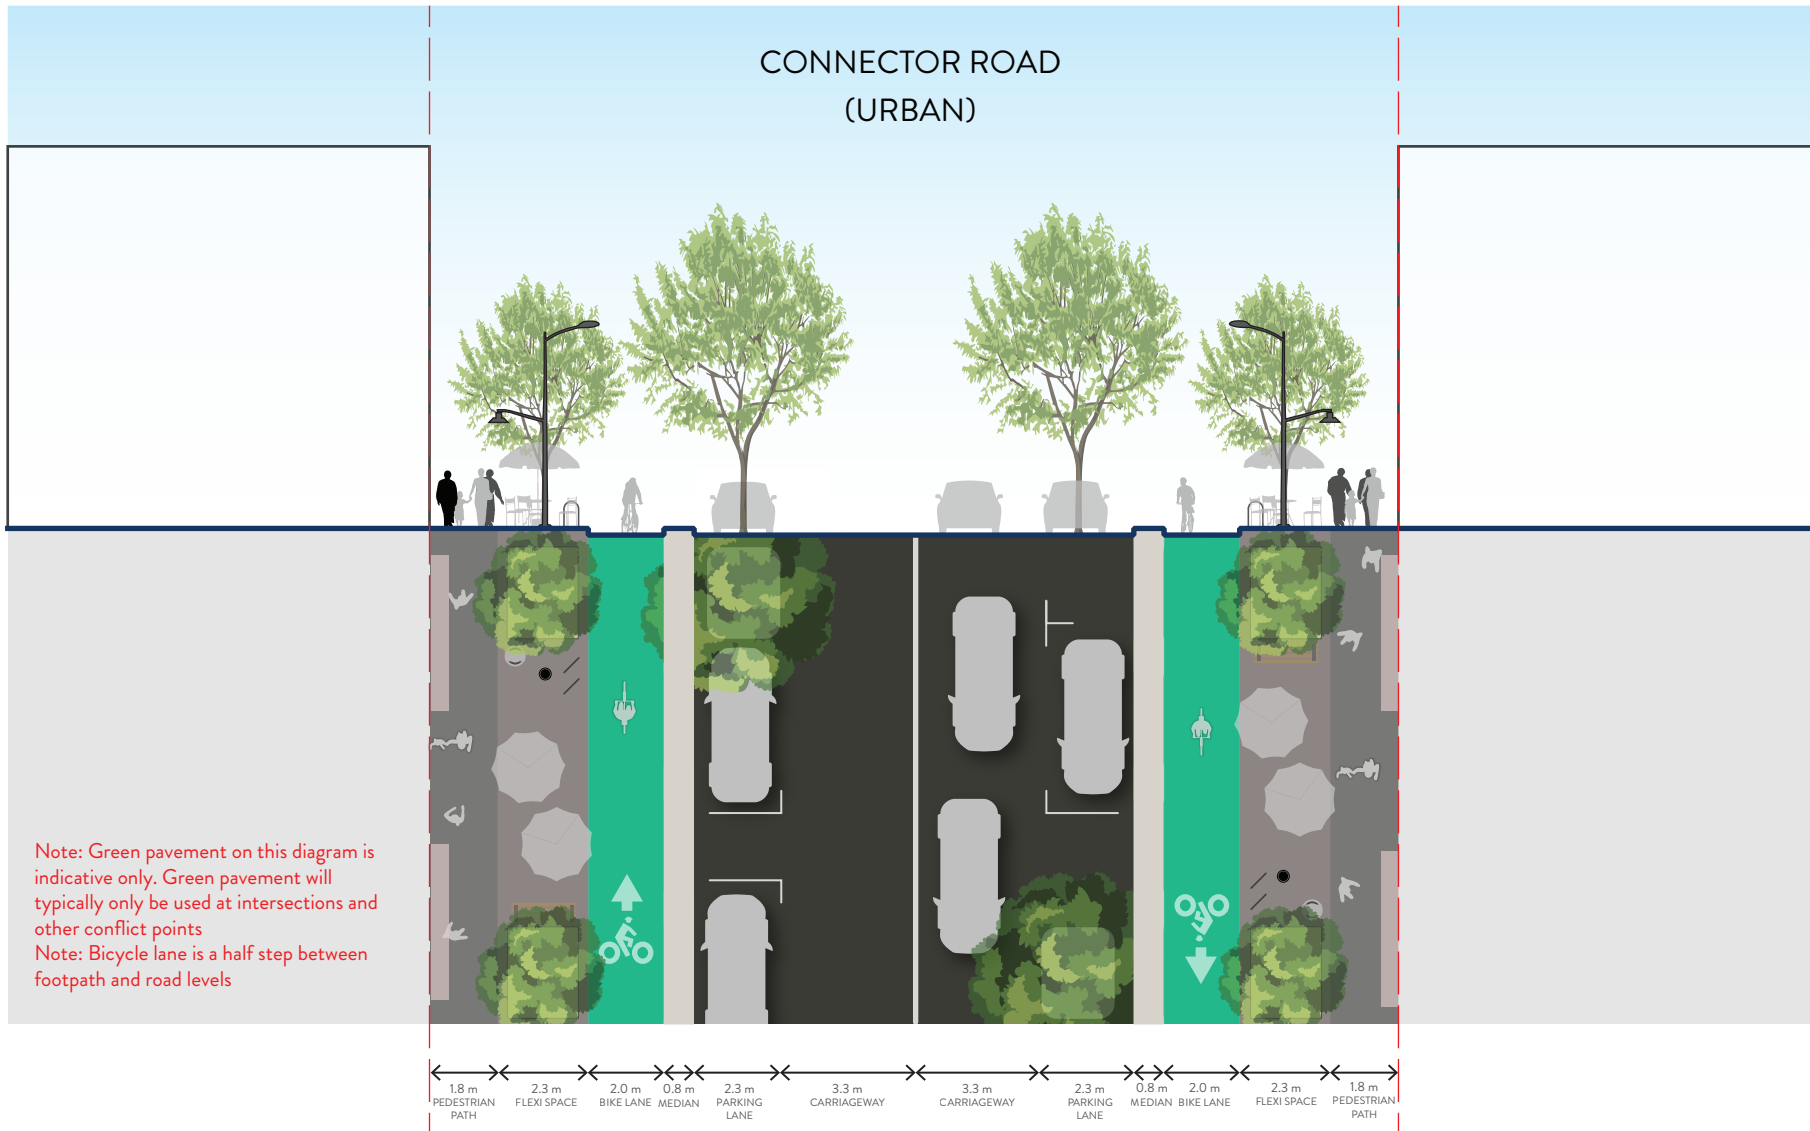 CONNECTOR ROAD
(URBAN)
Note: Green pavement on this diagram is
indicative only. Green pavement will
typically only be used at intersections and
other conflict points
Note: Bicycle lane is a half step between
footpath and road levels
1.8 m
PEDESTRIAN
PATH
2.3 m
FLEXI SPACE
2.0 m
BIKE LANE
0.8 m
MEDIAN
2.3 m
PARKING
LANE
3.3 m
CARRIAGEWAY
3.3 m
CARRIAGEWAY
2.3 m
PARKING
LANE
0.8 m
MEDIAN
2.0 m
BIKE LANE
2.3 m
FLEXI SPACE
1.8 m
PEDESTRIAN
PATH